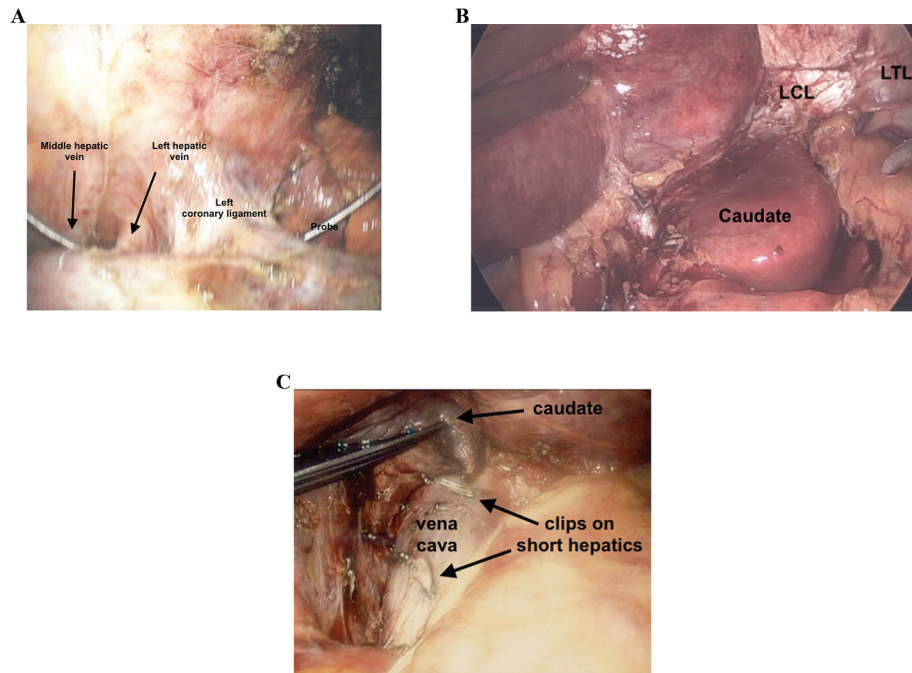 A
Middle hepatic
vein
Left hepatic
vein
Left
coronary ligament
Probe
B
LCL
LTL
Caudate
C
caudate
vena
cava
clips on
short hepatics